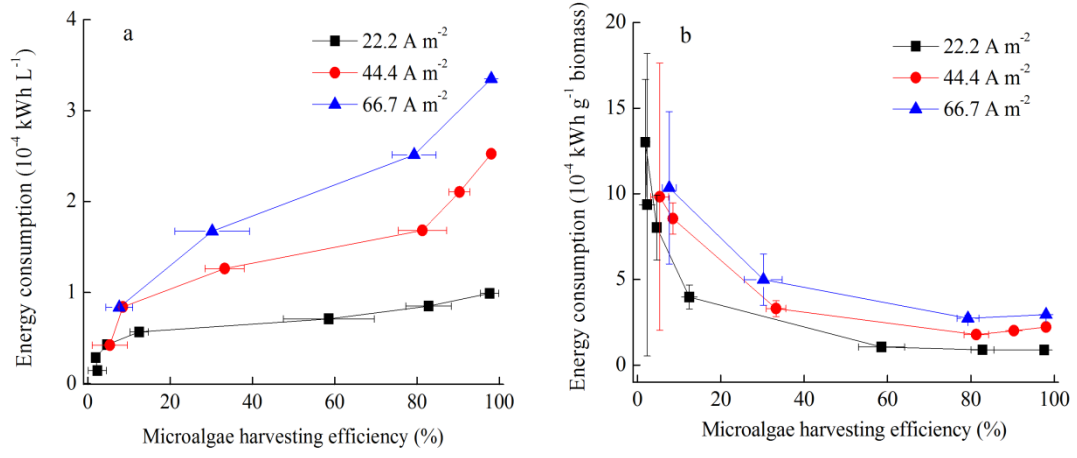 a
22.2 A m⁻²
44.4 A m⁻²
66.7 A m⁻²
Energy consumption (10⁻⁴ kWh L⁻¹)
4
3
2
1
0
0 20 40 60 80 100
Microalgae harvesting efficiency (%)
b
22.2 A m⁻²
44.4 A m⁻²
66.7 A m⁻²
Energy consumption (10⁻⁴ kWh g⁻¹ biomass)
20
15
10
5
0
0 20 40 60 80 100
Microalgae harvesting efficiency (%)